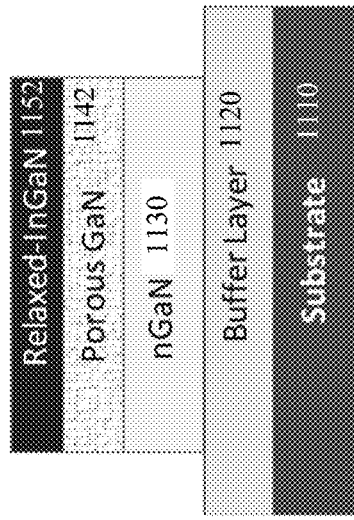 Relaxed-InGaN 1152
Porous GaN 1142
nGaN 1130
Buffer Layer 1120
Substrate 1110